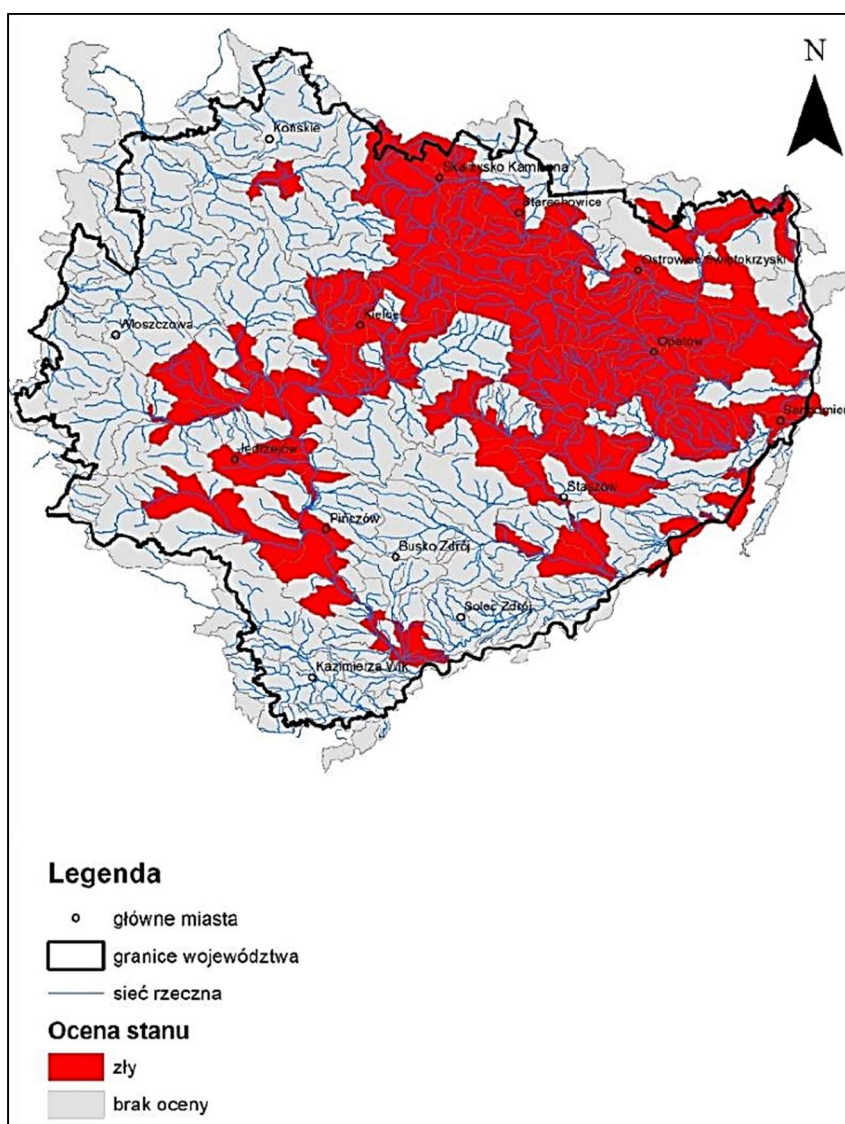 N
Końskie
Skarżysko Kamienna
Starachowice
Ostrowiec Świętokrzyski
Włoszczowa
Kielce
Opatów
Sandomierz
Jędrzejów
Staszów
Pińczów
Busko Zdrój
Solec Zdrój
Kazimierza Wlk
Legenda
główne miasta
granice województwa
sieć rzeczna
Ocena stanu
zły
brak oceny